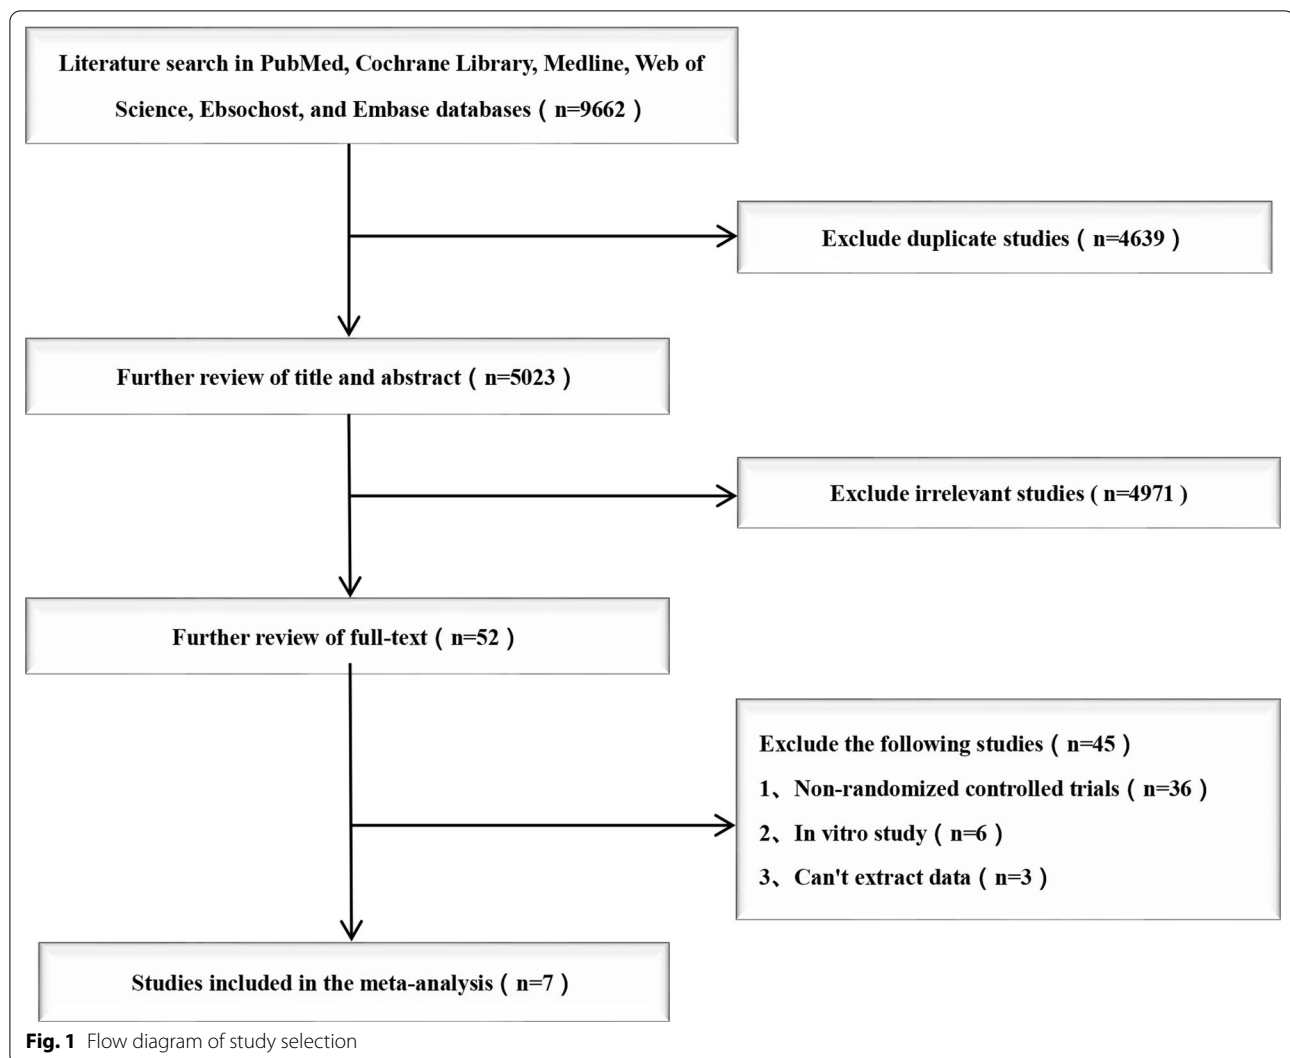 Literature search in PubMed, Cochrane Library, Medline, Web of
Science, Ebsochost, and Embase databases ( n=9662 )
Exclude duplicate studies ( n=4639 )
Further review of title and abstract ( n=5023 )
Exclude irrelevant studies ( n=4971 )
Further review of full-text ( n=52 )
Exclude the following studies ( n=45 )
1、Non-randomized controlled trials ( n=36 )
2、In vitro study ( n=6 )
3、Can't extract data ( n=3 )
Studies included in the meta-analysis ( n=7 )
Fig. 1 Flow diagram of study selection